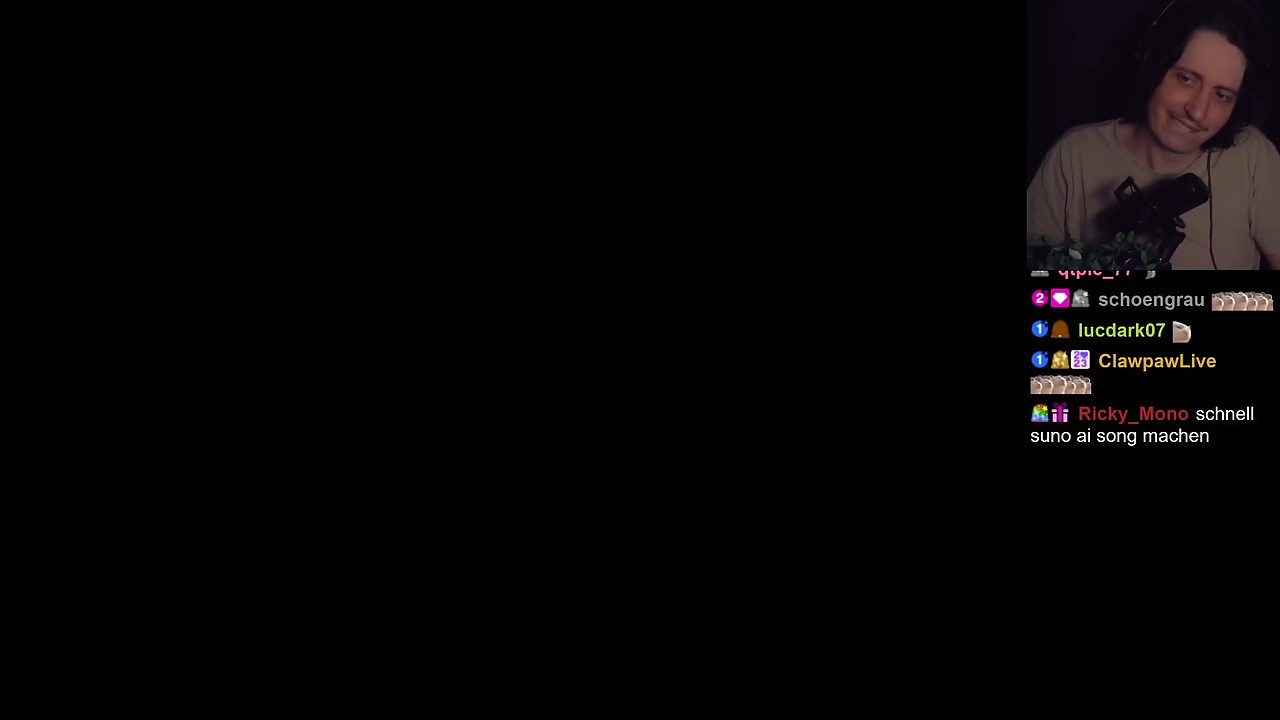 schoengrau
lucdark07
ClawpawLive
Ricky_Mono schnell
suno ai song machen